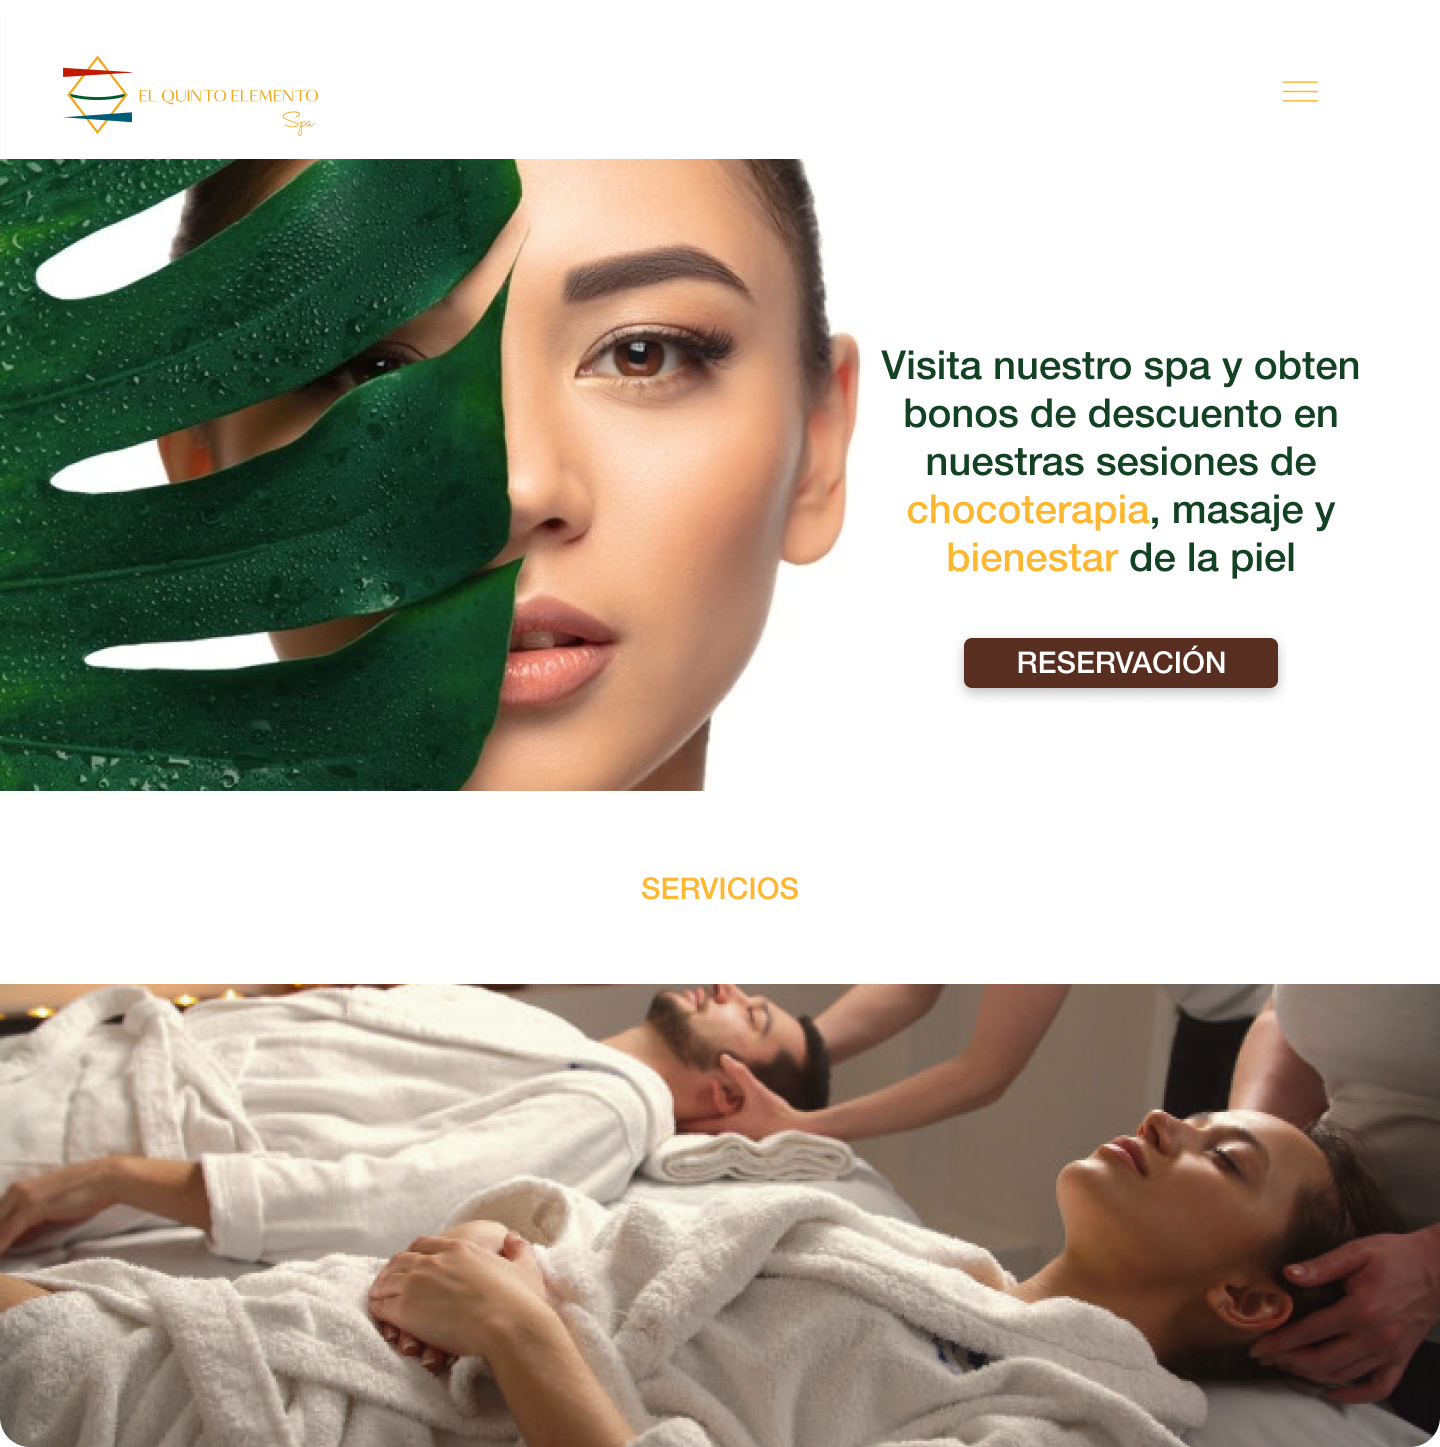 EL QUINTO ELEMENTO
Spa
Visita nuestro spa y obten
bonos de descuento en
nuestras sesiones de
chocoterapia, masaje y
bienestar de la piel
RESERVACIÓN
SERVICIOS